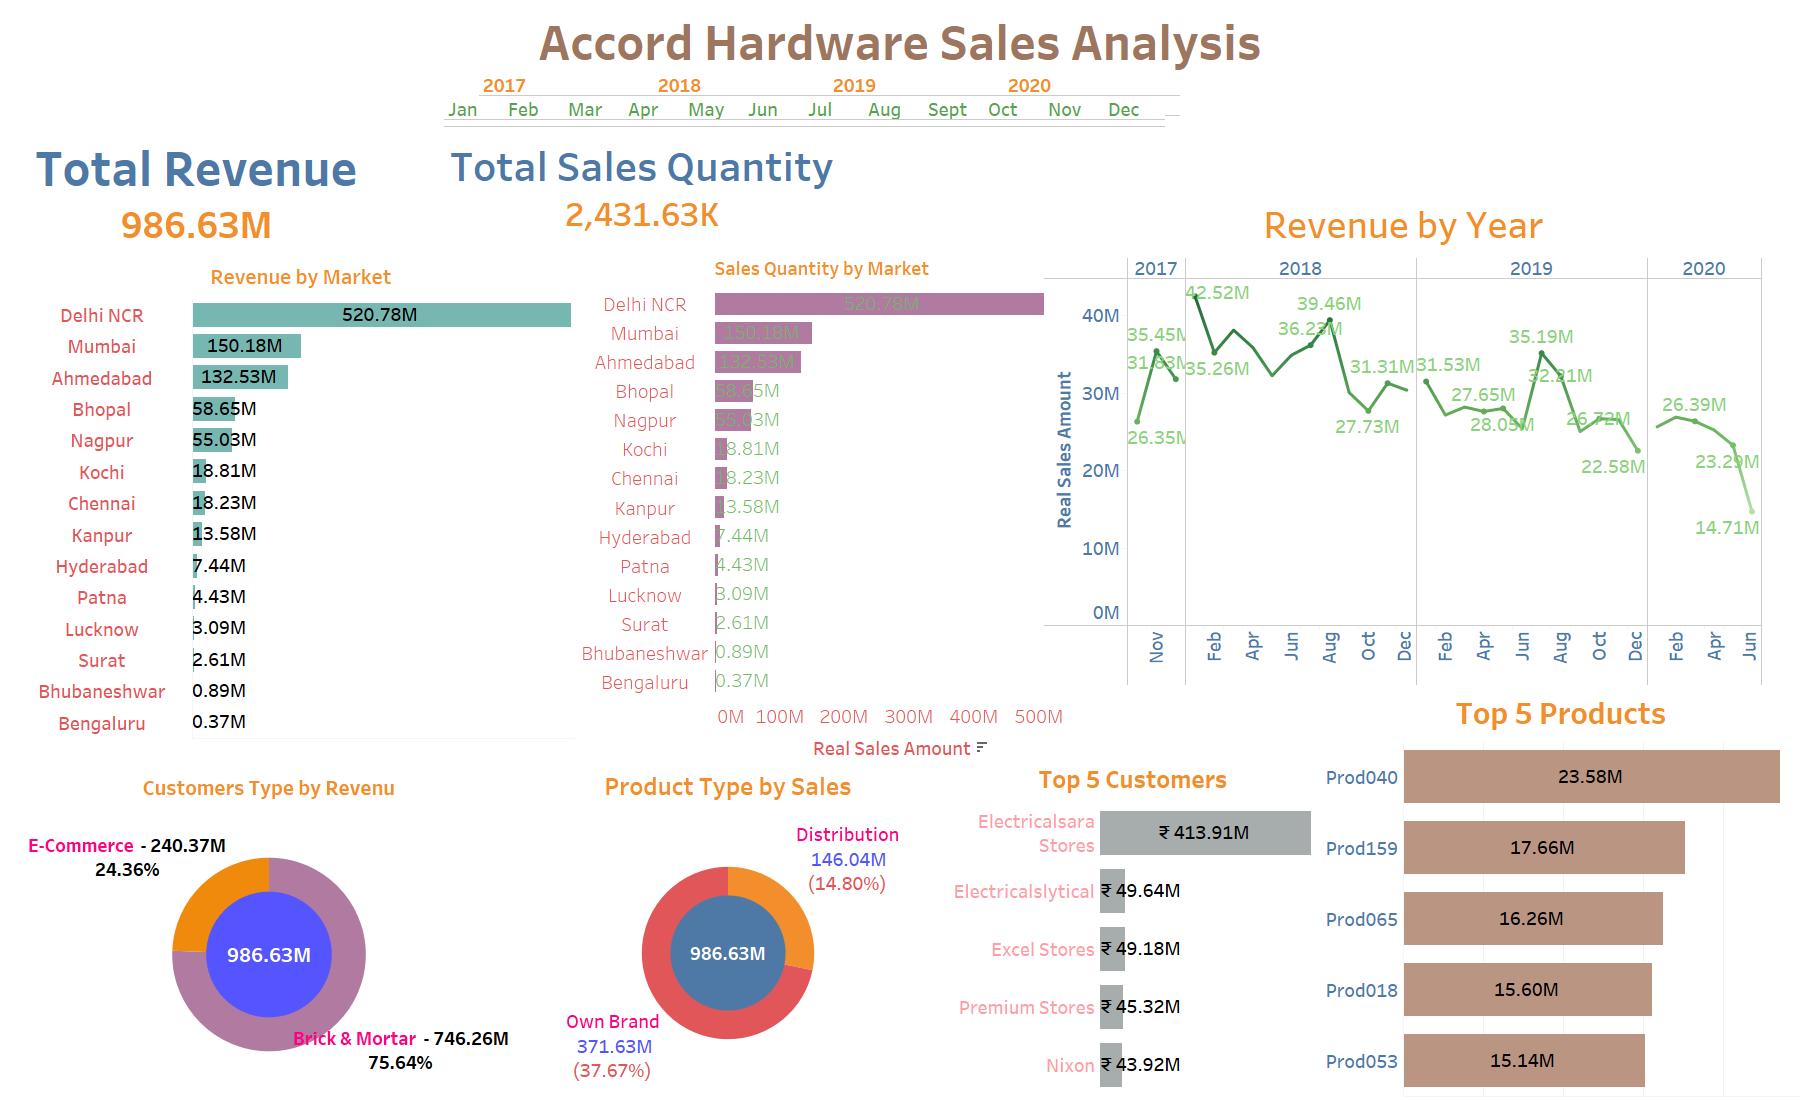 Accord Hardware Sales Analysis
2017 2018 2019 2020
Jan Feb Mar Apr May Jun Jul Aug Sept Oct Nov Dec
Total Revenue
986.63M
Total Sales Quantity
2,431.63K
Revenue by Market
Delhi NCR 520.78M
Mumbai 150.18M
Ahmedabad 132.53M
Bhopal 58.65M
Nagpur 55.03M
Kochi 18.81M
Chennai 18.23M
Kanpur 13.58M
Hyderabad 7.44M
Patna 4.43M
Lucknow 3.09M
Surat 2.61M
Bhubaneshwar 0.89M
Bengaluru 0.37M
Sales Quantity by Market
Delhi NCR 520.78M
Mumbai 150.18M
Ahmedabad 132.53M
Bhopal 58.65M
Nagpur 55.03M
Kochi 18.81M
Chennai 18.23M
Kanpur 13.58M
Hyderabad 7.44M
Patna 4.43M
Lucknow 3.09M
Surat 2.61M
Bhubaneshwar 0.89M
Bengaluru 0.37M
0M 100M 200M 300M 400M 500M
Real Sales Amount
Revenue by Year
2017 2018 2019 2020
Real Sales Amount
40M
30M
20M
10M
0M
35.45M
31.83M
26.35M
42.52M
35.26M
39.46M
36.23M
31.31M
27.73M
31.53M
27.65M
28.05M
35.19M
32.21M
26.72M
22.58M
26.39M
23.29M
14.71M
Nov Feb Apr Jun Aug Oct Dec Feb Apr Jun Aug Oct Dec Feb Apr Jun
Customers Type by Revenu
E-Commerce - 240.37M
24.36%
986.63M
Brick & Mortar - 746.26M
75.64%
Product Type by Sales
Distribution
146.04M
(14.80%)
986.63M
Own Brand
371.63M
(37.67%)
Top 5 Customers
Electricalsara
Stores
₹ 413.91M
Electricalslytical ₹ 49.64M
Excel Stores ₹ 49.18M
Premium Stores ₹ 45.32M
Nixon ₹ 43.92M
Top 5 Products
Prod040 23.58M
Prod159 17.66M
Prod065 16.26M
Prod018 15.60M
Prod053 15.14M